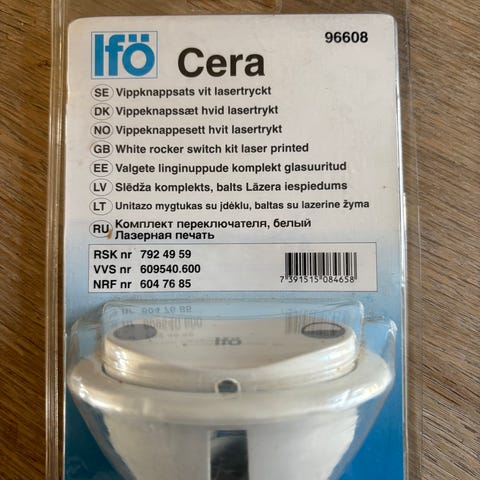 Ifö Cera 96608
SE Vippknappsats vit lasertryckt
DK Vippeknappsæt hvid lasertrykt
NO Vippeknappesett hvit lasertrykt
GB White rocker switch kit laser printed
EE Valgete linginuppude komplekt glasuuritud
LV Slēdža komplekts, balts Lāzera iespiedums
LT Unitazo mygtukas su įdėklu, baltas su lazerine žyma
RU Комплект переключателя, белый
Лазерная печать
RSK nr 792 49 59
VVS nr 609540.600
NRF nr 604 76 85
7 391515 084658
Ifö